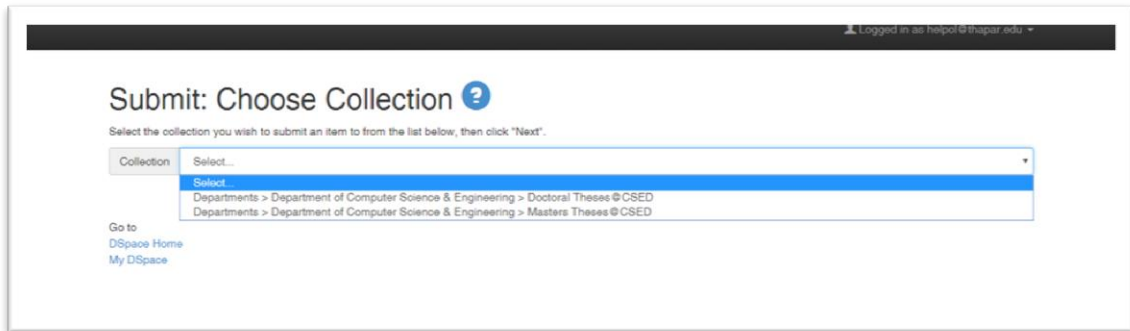 Logged in as helpcl@thapar.edu
Submit: Choose Collection ?
Select the collection you wish to submit an item to from the list below, then click "Next".
Collection Select...
Select...
Departments > Department of Computer Science & Engineering > Doctoral Theses@CSED
Departments > Department of Computer Science & Engineering > Masters Theses@CSED
Go to
DSpace Home
My DSpace